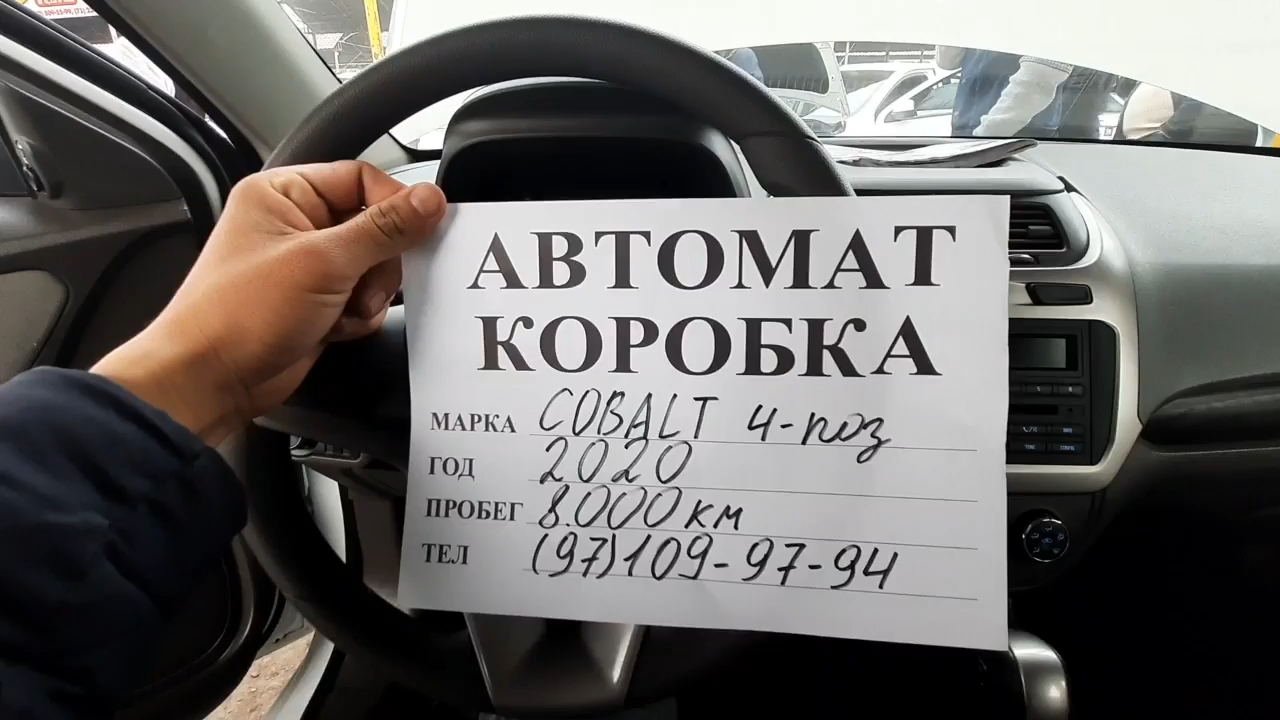 АВТОМАТ
КОРОБКА
МАРКА COBALT 4-поз
ГОД 2020
ПРОБЕГ 8.000 км
ТЕЛ (97)109-97-94